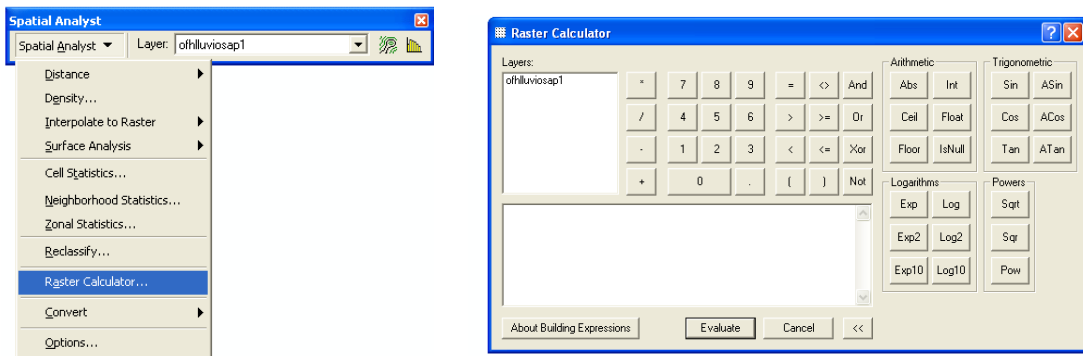 Spatial Analyst
Spatial Analyst Layer: ofhlluviosap1
Distance
Density...
Interpolate to Raster
Surface Analysis
Cell Statistics...
Neighborhood Statistics...
Zonal Statistics...
Reclassify...
Raster Calculator...
Convert
Options...
Raster Calculator
Layers:
ofhlluviosap1
* 7 8 9 = <> And
/ 4 5 6 > >= Or
- 1 2 3 < <= Xor
+ 0 . ( ) Not
Arithmetic
Abs Int
Ceil Float
Floor IsNull
Trigonometric
Sin ASin
Cos ACos
Tan ATan
Logarithms
Exp Log
Exp2 Log2
Exp10 Log10
Powers
Sqrt
Sqr
Pow
About Building Expressions Evaluate Cancel <<